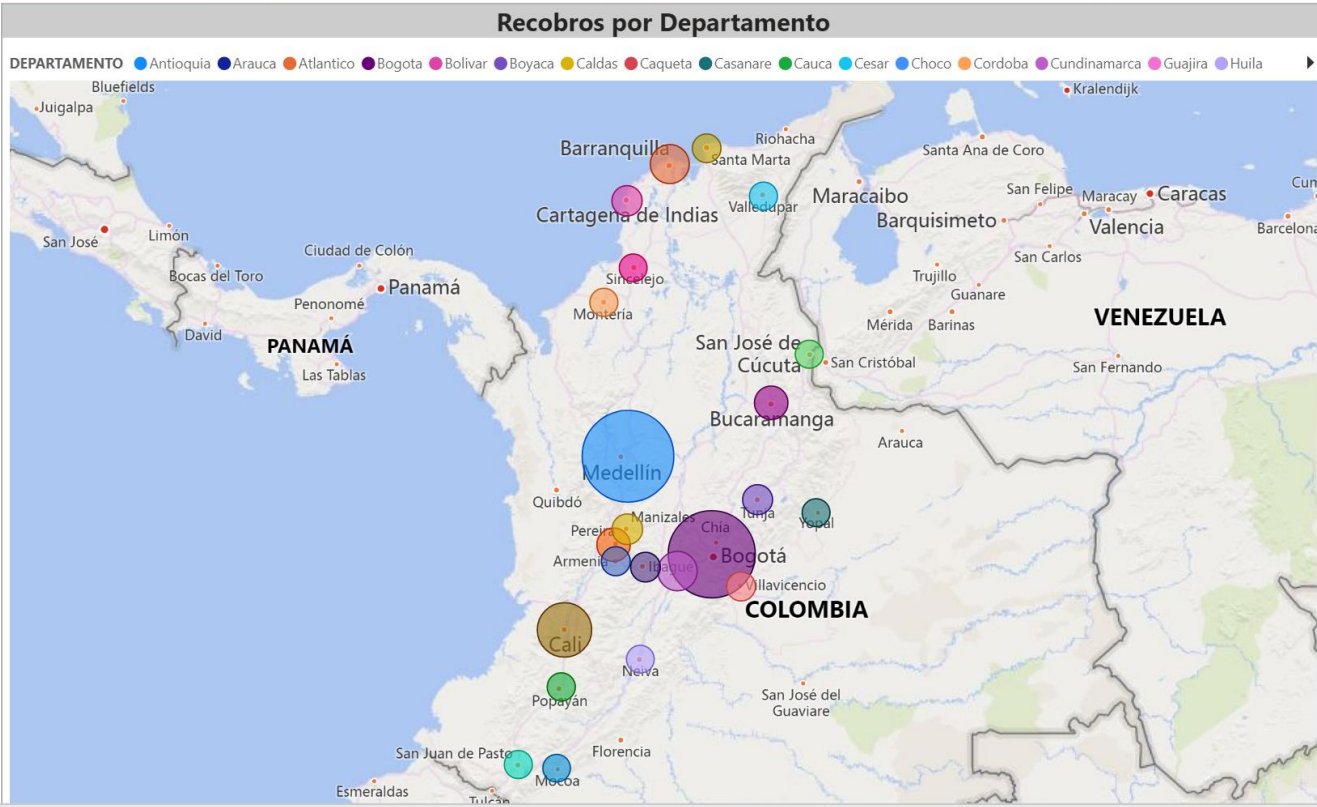 Recobros por Departamento
DEPARTAMENTO Antioquia Arauca Atlantico Bogota Bolivar Boyaca Caldas Caqueta Casanare Cauca Cesar Choco Cordoba Cundinamarca Guajira Huila
Bluefields
Kralendijk
Juigalpa
Riohacha
Barranquilla
Santa Marta
Santa Ana de Coro
Cum
San Felipe
Maracay
Caracas
Maracaibo
Valledupar
Cartagena de Indias
Barquisimeto
Valencia
Barcelona
San José
Limón
Ciudad de Colón
San Carlos
Bocas del Toro
Sincelejo
Trujillo
Panamá
Guanare
Penonomé
Montería
Mérida
Barinas
VENEZUELA
David
PANAMÁ
San José de
Cúcuta
San Cristóbal
San Fernando
Las Tablas
Bucaramanga
Arauca
Medellín
Quibdó
Tunja
Yopal
Manizales
Chía
Pereira
Bogotá
Armenia
Ibagué
Villavicencio
COLOMBIA
Cali
Neiva
Popayán
San José del
Guaviare
San Juan de Pasto
Florencia
Mocoa
Esmeraldas
Tulcán